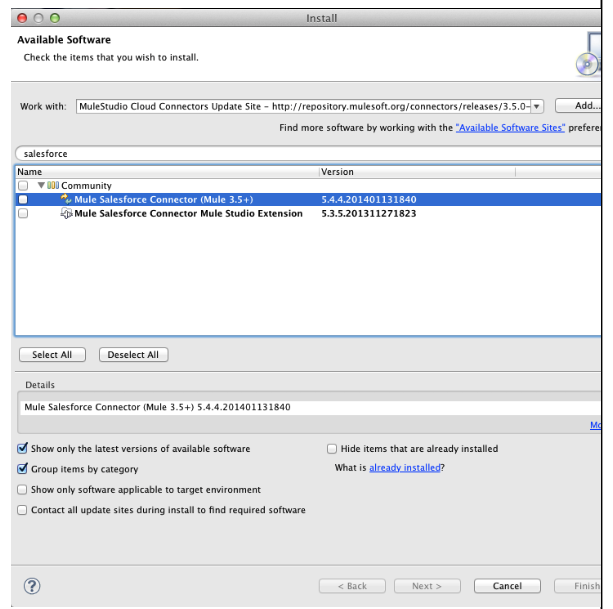 Install
Available Software
Check the items that you wish to install.
Work with: MuleStudio Cloud Connectors Update Site - http://repository.mulesoft.org/connectors/releases/3.5.0- Add...
Find more software by working with the "Available Software Sites" prefere
salesforce
Name Version
Community
Mule Salesforce Connector (Mule 3.5+) 5.4.4.201401131840
Mule Salesforce Connector Mule Studio Extension 5.3.5.201311271823
Select All Deselect All
Details
Mule Salesforce Connector (Mule 3.5+) 5.4.4.201401131840
Mo
Show only the latest versions of available software Hide items that are already installed
Group items by category What is already installed?
Show only software applicable to target environment
Contact all update sites during install to find required software
? < Back Next > Cancel Finish